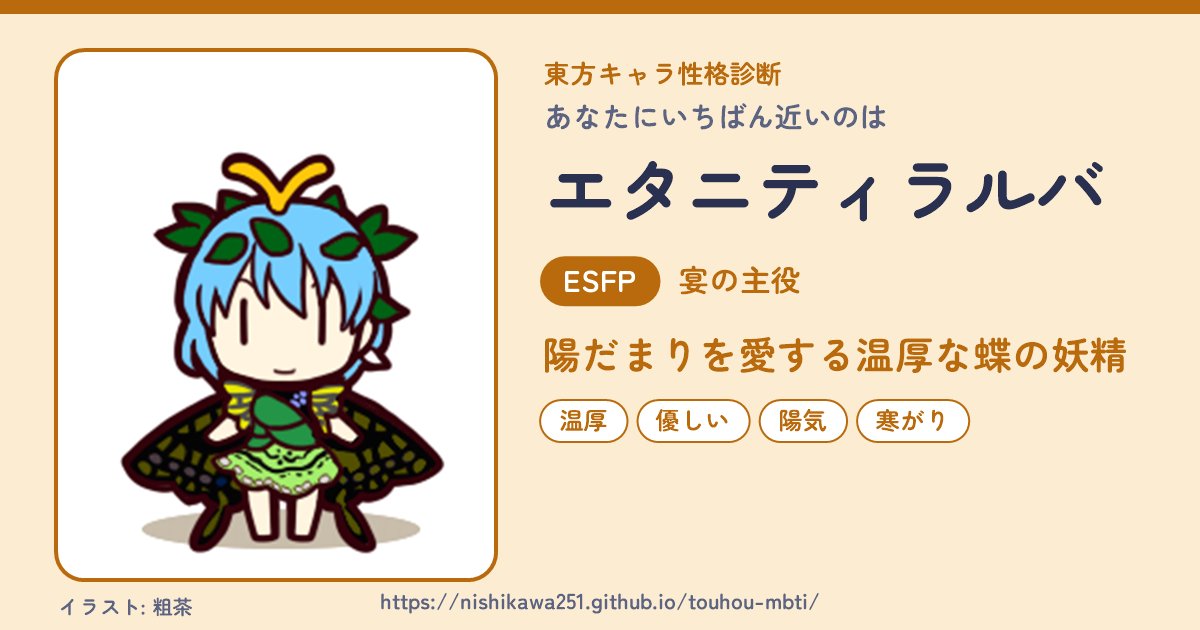 東方キャラ性格診断
あなたにいちばん近いのは
エタニティラルバ
ESFP 宴の主役
陽だまりを愛する温厚な蝶の妖精
温厚 優しい 陽気 寒がり
イラスト: 粗茶
https://nishikawa251.github.io/touhou-mbti/